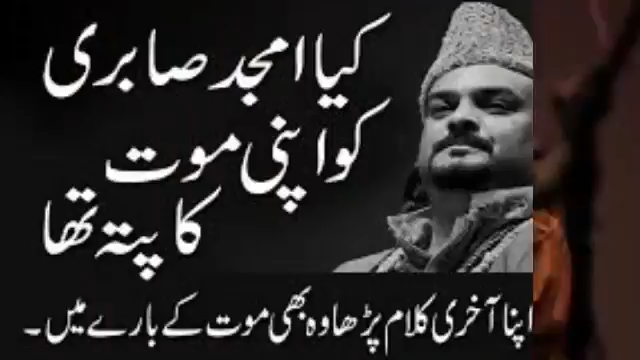 کیا امجد صابری
کو اپنی موت
کا پتہ تھا
اپنا آخری کلام پڑھا وہ بھی موت کے بارے میں۔